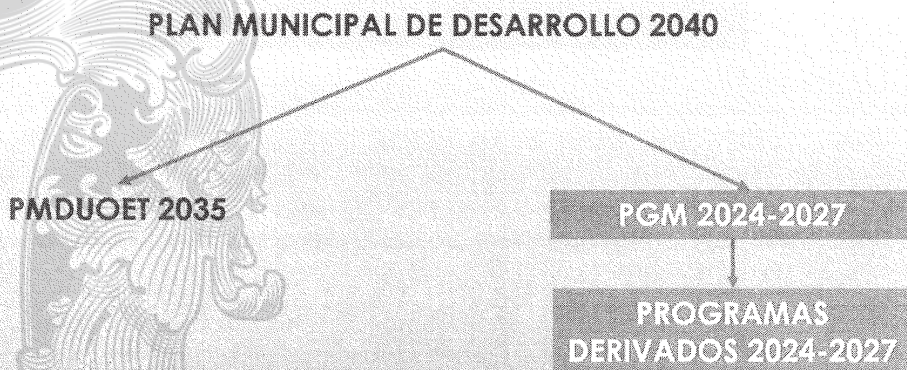 PLAN MUNICIPAL DE DESARROLLO 2040
PMDUOET 2035
PGM 2024-2027
PROGRAMAS
DERIVADOS 2024-2027